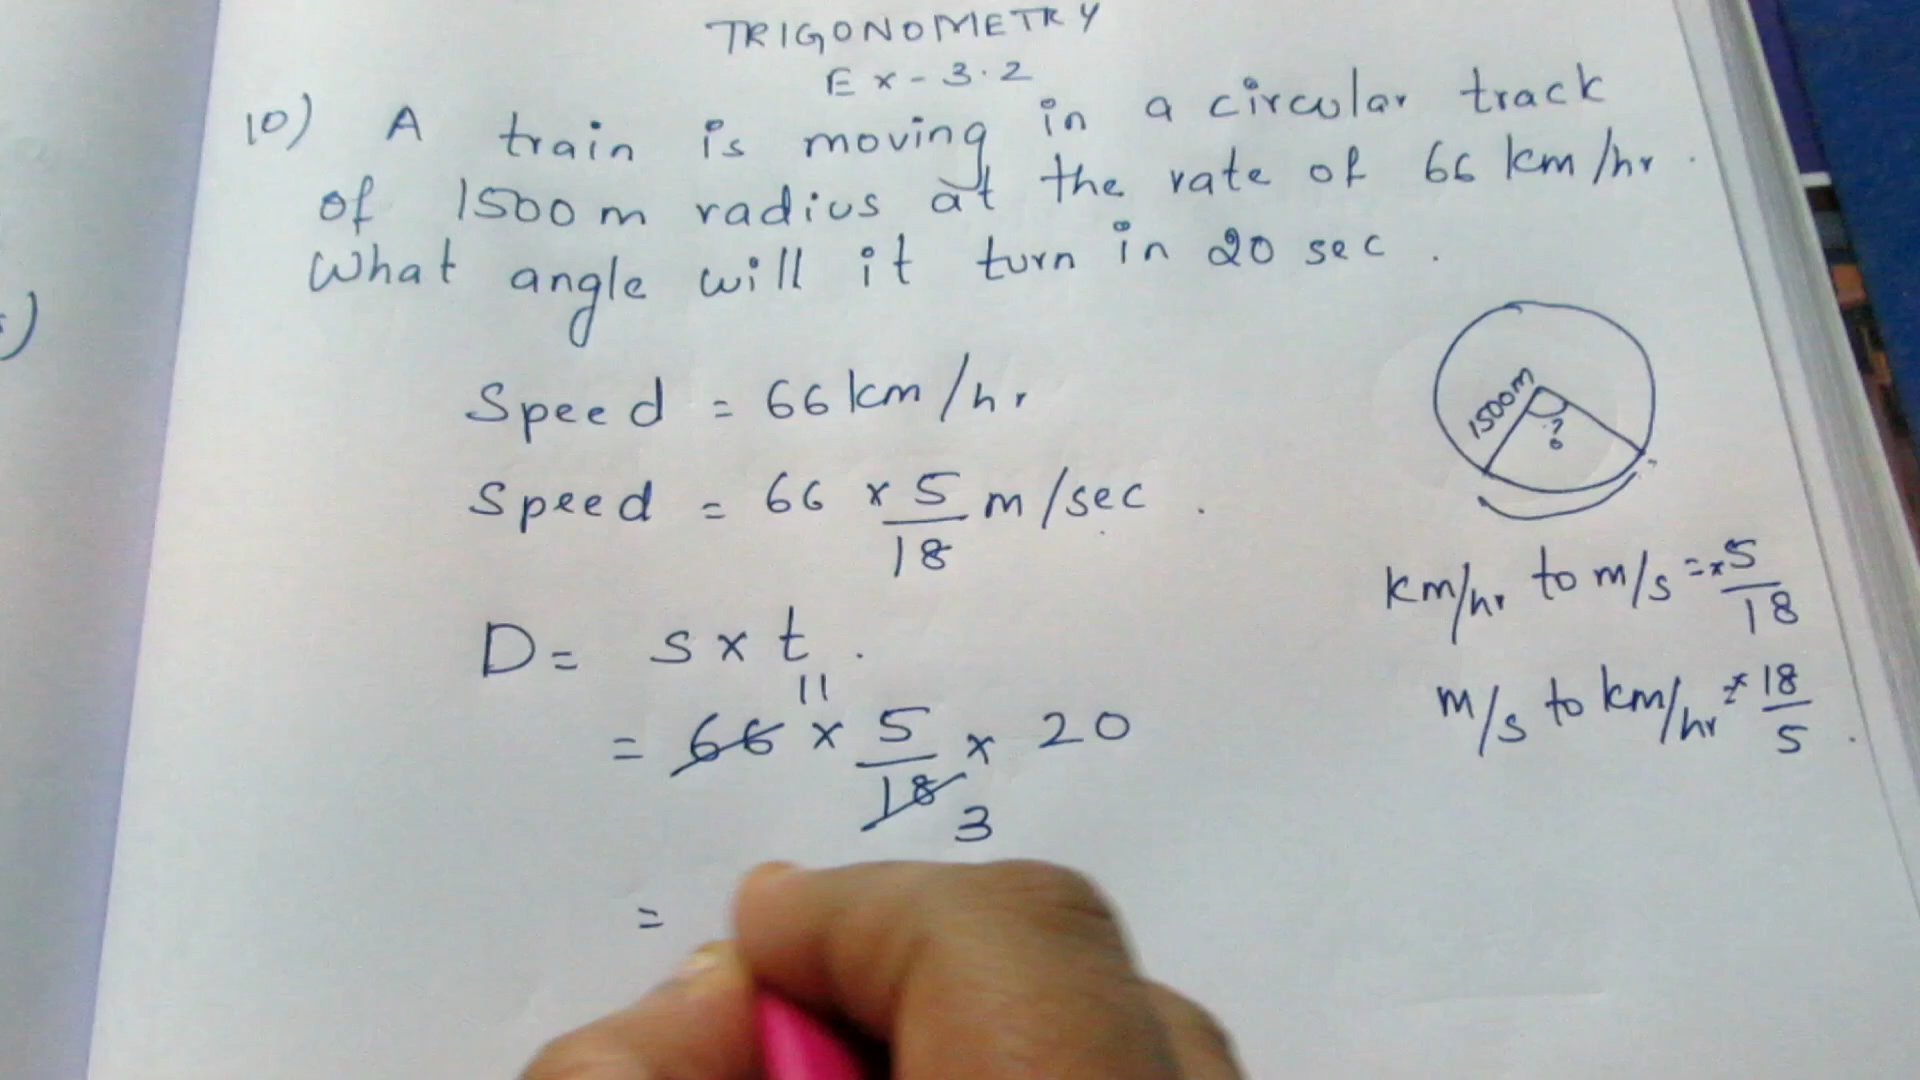 TRIGONOMETRY
Ex - 3.2
10) A train is moving in a circular track
of 1500 m radius at the rate of 66 km/hr.
What angle will it turn in 20 sec.
Speed = 66 km/hr
Speed = 66 x 5/18 m/sec.
D = s x t.
11
= 66 x 5/18 x 20
3
=
1500m
?
km/hr to m/s = x 5/18
m/s to km/hr = x 18/5.
)